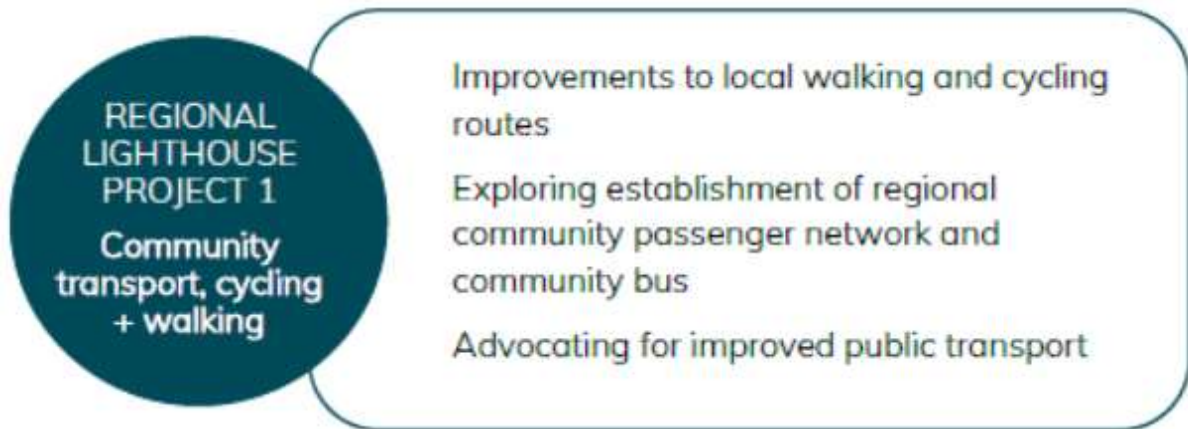 REGIONAL
LIGHTHOUSE
PROJECT 1
Community
transport, cycling
+ walking
Improvements to local walking and cycling
routes
Exploring establishment of regional
community passenger network and
community bus
Advocating for improved public transport